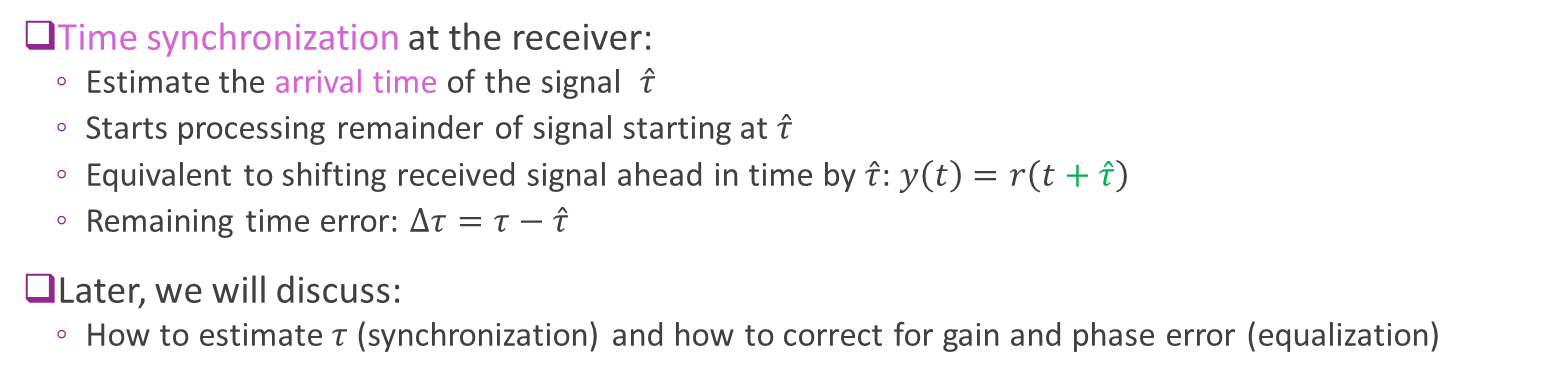 ❑Time synchronization at the receiver:
◦ Estimate the arrival time of the signal τ̂
◦ Starts processing remainder of signal starting at τ̂
◦ Equivalent to shifting received signal ahead in time by τ̂: y(t) = r(t + τ̂)
◦ Remaining time error: Δτ = τ − τ̂
❑Later, we will discuss:
◦ How to estimate τ (synchronization) and how to correct for gain and phase error (equalization)